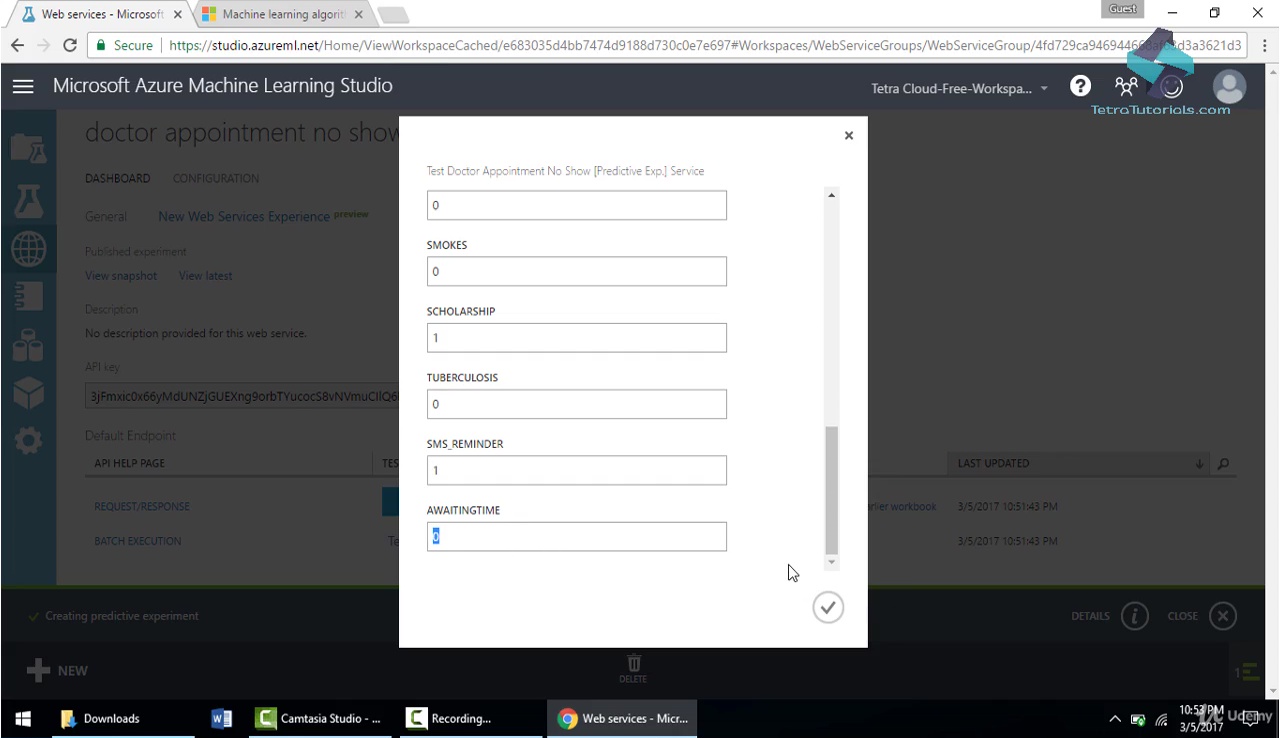 Web services - Microsoft
Machine learning algorith
Guest
Secure
https://studio.azureml.net/Home/ViewWorkspaceCached/e683035d4bb7474d9188d730c0e7e697#Workspaces/WebServiceGroups/WebServiceGroup/
Microsoft Azure Machine Learning Studio
Tetra Cloud-Free-Workspa...
TetraTutorials.com
doctor appointment no show
DASHBOARD
CONFIGURATION
General
New Web Services Experience preview
Published experiment
View snapshot
View latest
Description
No description provided for this web service.
API key
Default Endpoint
API HELP PAGE
TES
LAST UPDATED
REQUEST/RESPONSE
arlier workbook
3/5/2017 10:51:43 PM
BATCH EXECUTION
Te
3/5/2017 10:51:43 PM
Test Doctor Appointment No Show [Predictive Exp.] Service
0
SMOKES
0
SCHOLARSHIP
1
TUBERCULOSIS
0
SMS_REMINDER
1
AWAITINGTIME
0
Creating predictive experiment
DETAILS
CLOSE
NEW
DELETE
1
Downloads
Camtasia Studio - ...
Recording...
Web services - Micr...
10:53 PM
3/5/2017
Udemy